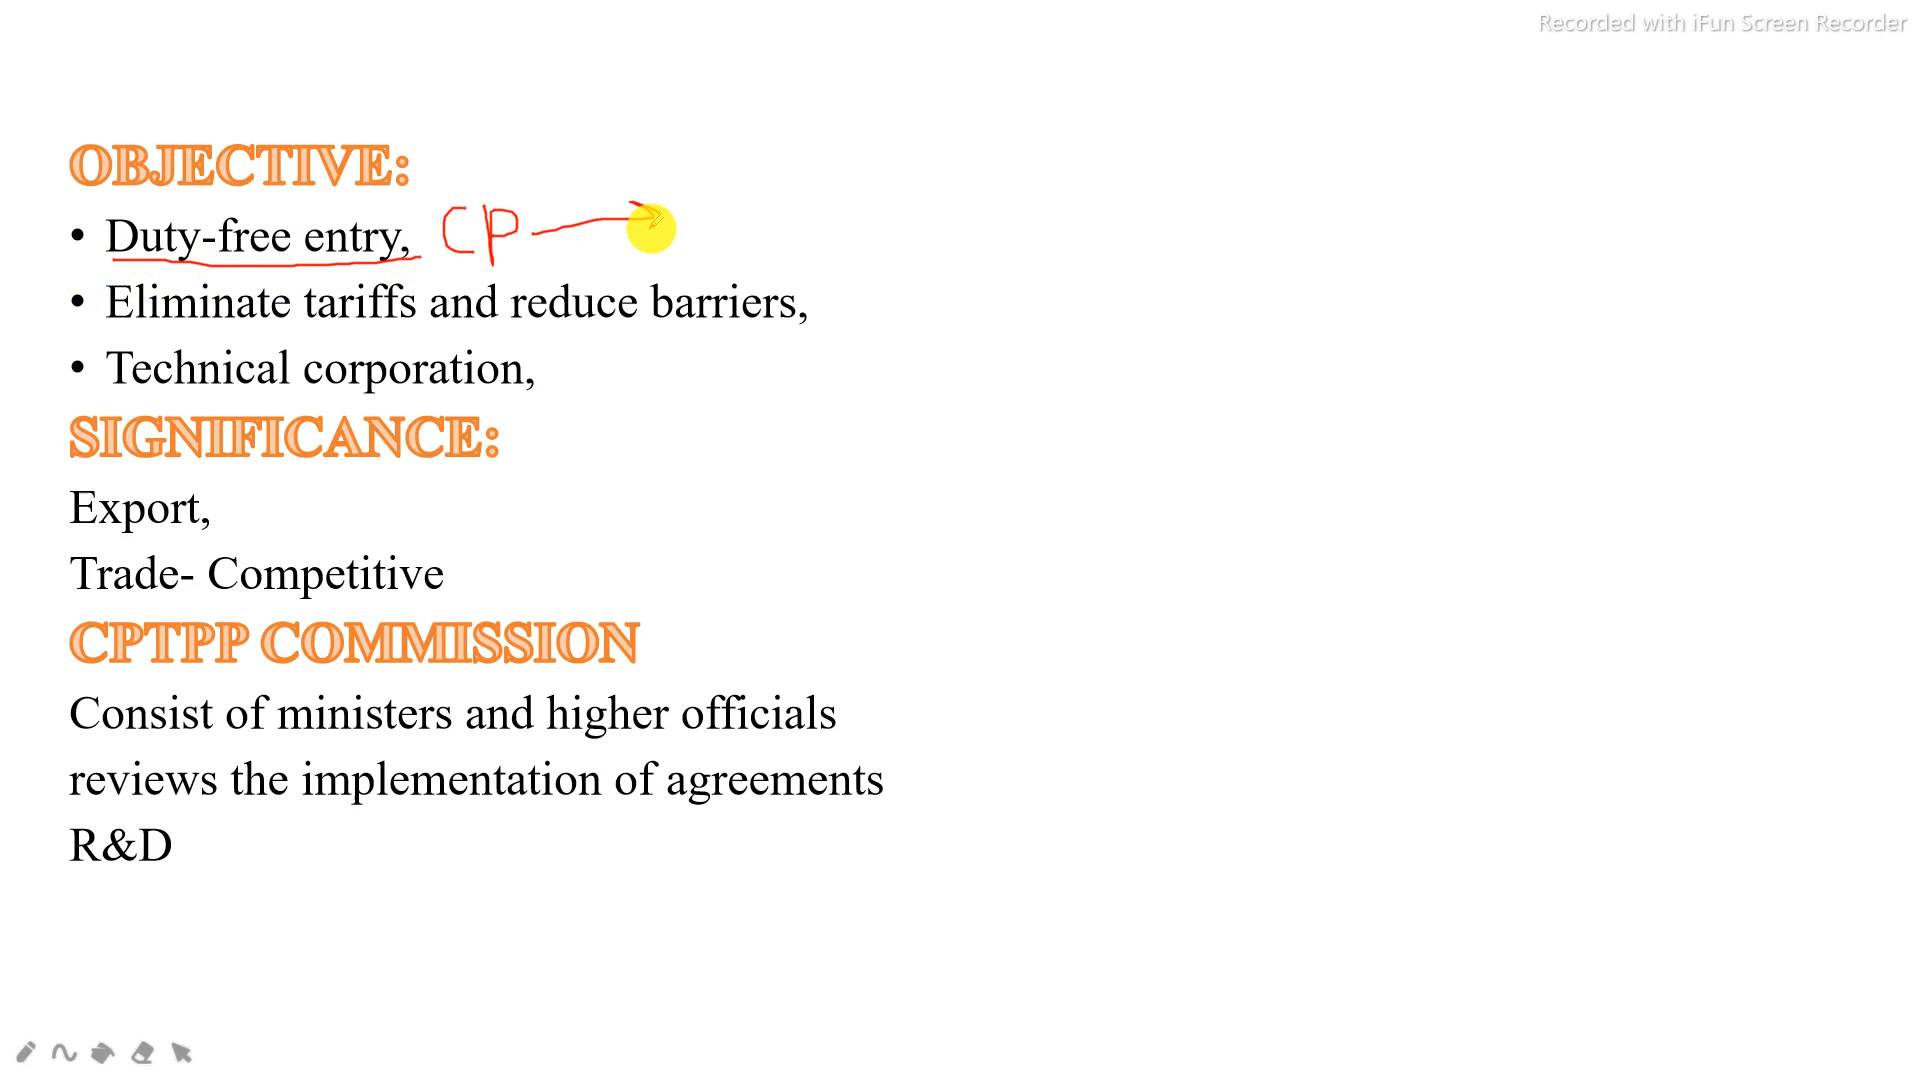 Recorded with iFun Screen Recorder
OBJECTIVE:
• Duty-free entry, CP
• Eliminate tariffs and reduce barriers,
• Technical corporation,
SIGNIFICANCE:
Export,
Trade- Competitive
CPTPP COMMISSION
Consist of ministers and higher officials
reviews the implementation of agreements
R&D